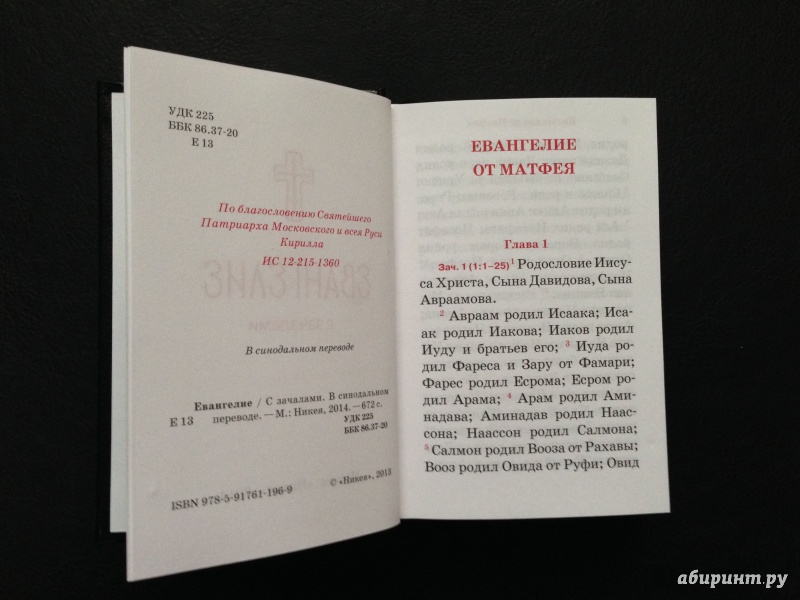 УДК 225
ББК 86.37-20
Е 13
По благословению Святейшего
Патриарха Московского и всея Руси
Кирилла
ИС 12-215-1360
В синодальном переводе
Евангелие / С зачалами. В синодальном
Е 13 переводе. — М.: Никея, 2014. — 672 с.
УДК 225
ББК 86.37-20
© «Никея», 2013
ISBN 978-5-91761-196-9
ЕВАНГЕЛИЕ
ОТ МАТФЕЯ
Глава 1
Зач. 1 (1:1–25) 1 Родословие Иису-
са Христа, Сына Давидова, Сына
Авраамова.
2 Авраам родил Исаака; Иса-
ак родил Иакова; Иаков родил
Иуду и братьев его; 3 Иуда ро-
дил Фареса и Зару от Фамари;
Фарес родил Есрома; Есром ро-
дил Арама; 4 Арам родил Ами-
надава; Аминадав родил Наас-
сона; Наассон родил Салмона;
5 Салмон родил Вооза от Рахавы;
Вооз родил Овида от Руфи; Овид
абиринт.ру